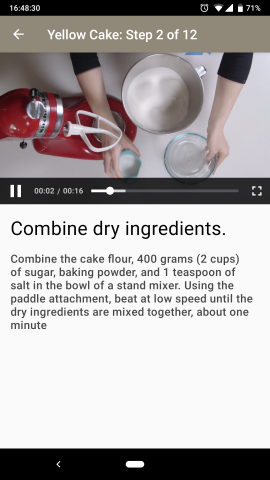 16:48:30
71%
Yellow Cake: Step 2 of 12
00:02 / 00:16
Combine dry ingredients.
Combine the cake flour, 400 grams (2 cups)
of sugar, baking powder, and 1 teaspoon of
salt in the bowl of a stand mixer. Using the
paddle attachment, beat at low speed until the
dry ingredients are mixed together, about one
minute